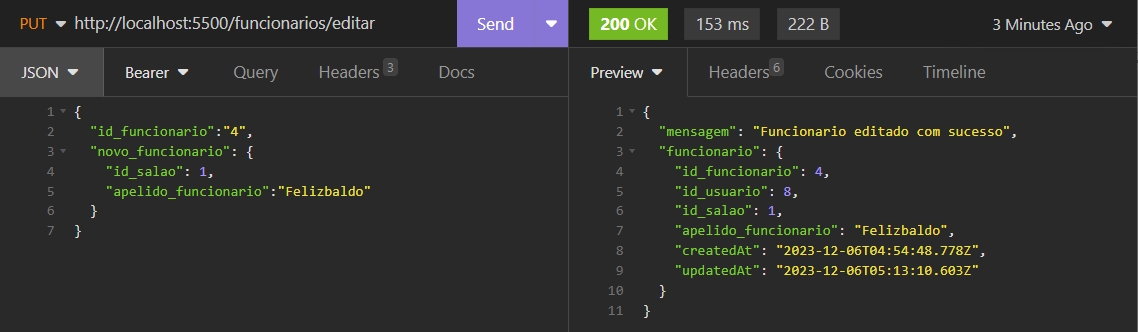 PUT http://localhost:5500/funcionarios/editar Send
200 OK 153 ms 222 B 3 Minutes Ago
JSON Bearer Query Headers 3 Docs
Preview Headers 6 Cookies Timeline
1 {
2 "id_funcionario":"4",
3 "novo_funcionario": {
4 "id_salao": 1,
5 "apelido_funcionario":"Felizbaldo"
6 }
7 }
1 {
2 "mensagem": "Funcionario editado com sucesso",
3 "funcionario": {
4 "id_funcionario": 4,
5 "id_usuario": 8,
6 "id_salao": 1,
7 "apelido_funcionario": "Felizbaldo",
8 "createdAt": "2023-12-06T04:54:48.778Z",
9 "updatedAt": "2023-12-06T05:13:10.603Z"
10 }
11 }